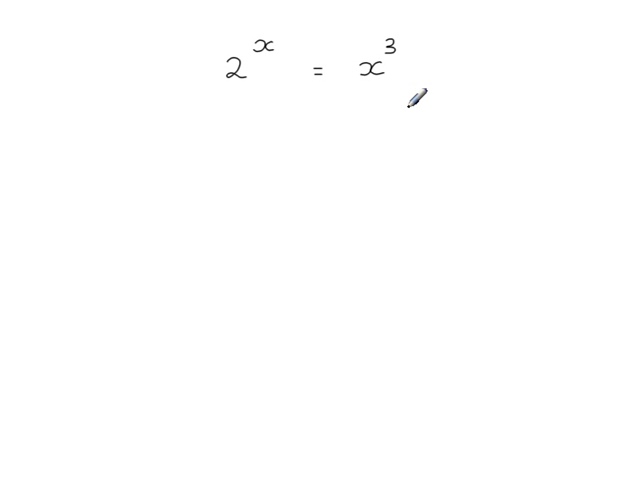 2^x = x^3